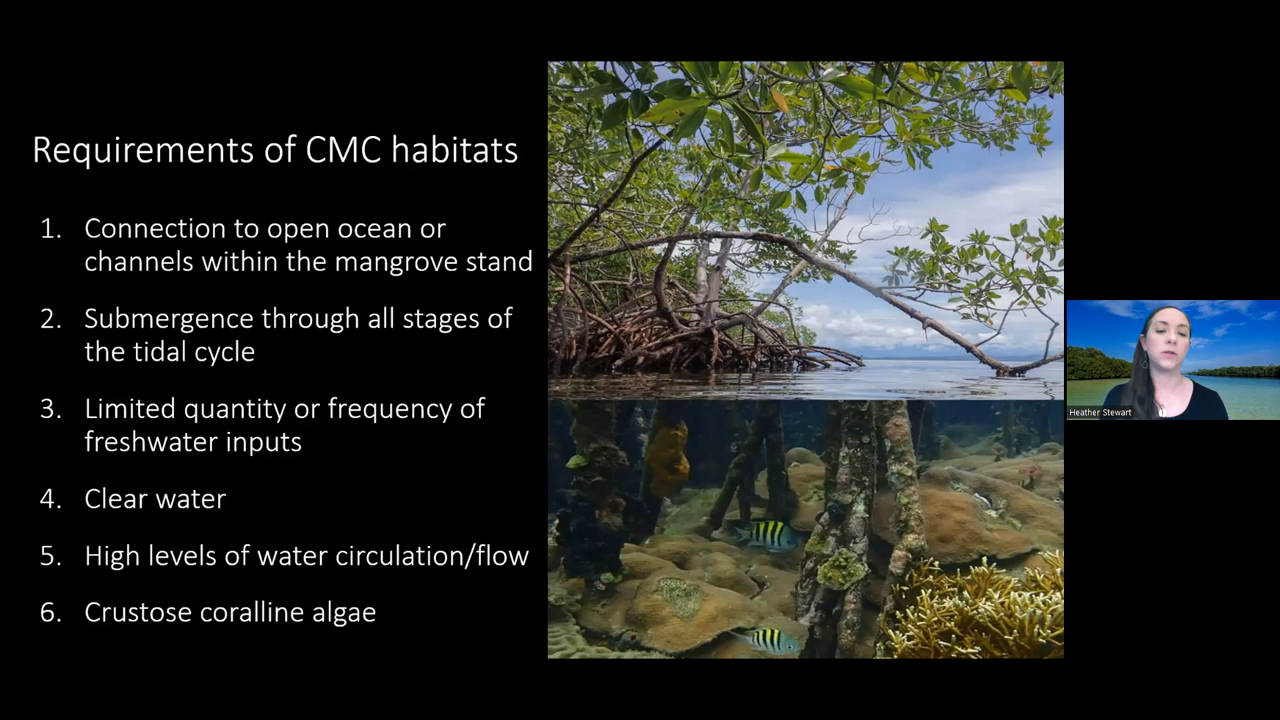 Requirements of CMC habitats
1. Connection to open ocean or
channels within the mangrove stand
2. Submergence through all stages of
the tidal cycle
3. Limited quantity or frequency of
freshwater inputs
4. Clear water
5. High levels of water circulation/flow
6. Crustose coralline algae
Heather Stewart